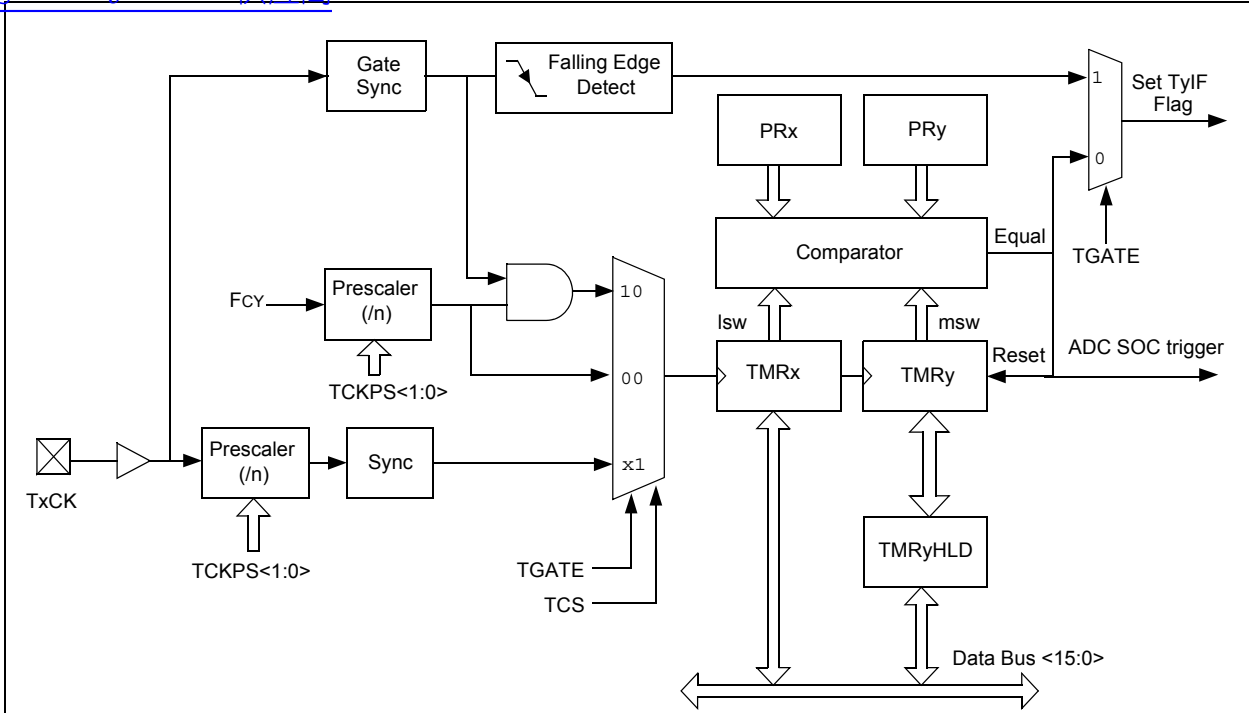 Gate
Sync
Falling Edge
Detect
1
Set TyIF
Flag
PRx
PRy
0
Comparator
Equal
TGATE
FCY
Prescaler
(/n)
10
lsw
msw
TMRx
TMRy
Reset
ADC SOC trigger
00
TCKPS<1:0>
Prescaler
(/n)
Sync
x1
TxCK
TMRyHLD
TCKPS<1:0>
TGATE
TCS
Data Bus <15:0>